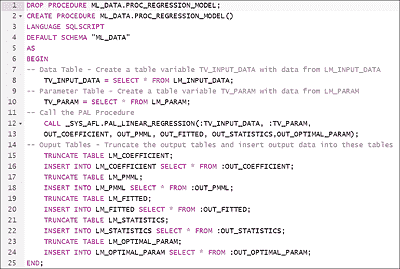 1 DROP PROCEDURE ML_DATA.PROC_REGRESSION_MODEL;
2 CREATE PROCEDURE ML_DATA.PROC_REGRESSION_MODEL()
3 LANGUAGE SQLSCRIPT
4 DEFAULT SCHEMA "ML_DATA"
5 AS
6 BEGIN
7 -- Data Table - Create a table variable TV_INPUT_DATA with data from LM_INPUT_DATA
8 TV_INPUT_DATA = SELECT * FROM LM_INPUT_DATA;
9 -- Parameter Table - Create a table variable TV_PARAM with data from LM_PARAM
10 TV_PARAM = SELECT * FROM LM_PARAM;
11 -- Call the PAL Procedure
12 CALL _SYS_AFL.PAL_LINEAR_REGRESSION(:TV_INPUT_DATA, :TV_PARAM,
13 OUT_COEFFICIENT, OUT_PMML, OUT_FITTED, OUT_STATISTICS,OUT_OPTIMAL_PARAM);
14 -- Ouput Tables - Truncate the output tables and insert output data into these tables
15 TRUNCATE TABLE LM_COEFFICIENT;
16 INSERT INTO LM_COEFFICIENT SELECT * FROM :OUT_COEFFICIENT;
17 TRUNCATE TABLE LM_PMML;
18 INSERT INTO LM_PMML SELECT * FROM :OUT_PMML;
19 TRUNCATE TABLE LM_FITTED;
20 INSERT INTO LM_FITTED SELECT * FROM :OUT_FITTED;
21 TRUNCATE TABLE LM_STATISTICS;
22 INSERT INTO LM_STATISTICS SELECT * FROM :OUT_STATISTICS;
23 TRUNCATE TABLE LM_OPTIMAL_PARAM;
24 INSERT INTO LM_OPTIMAL_PARAM SELECT * FROM :OUT_OPTIMAL_PARAM;
25 END;